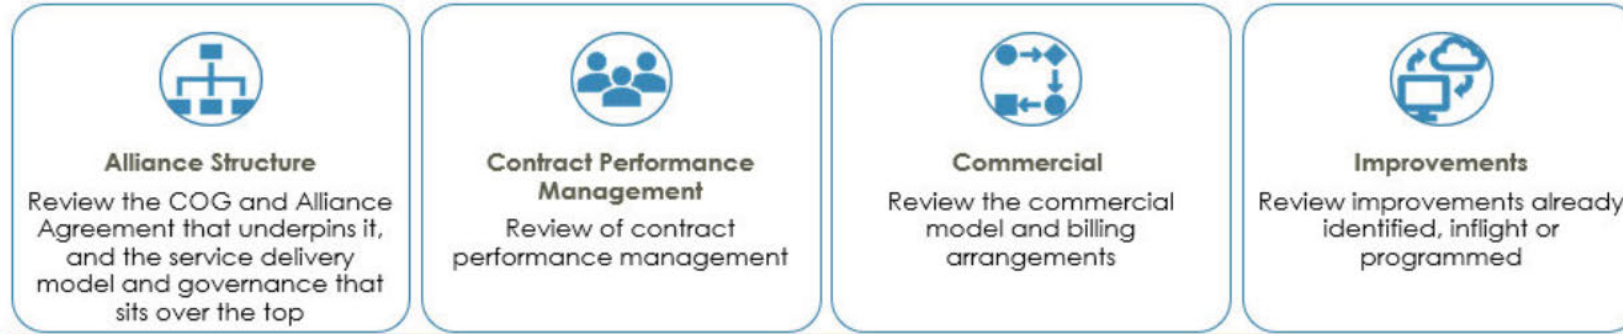 Alliance Structure
Review the COG and Alliance
Agreement that underpins it,
and the service delivery
model and governance that
sits over the top
Contract Performance
Management
Review of contract
performance management
Commercial
Review the commercial
model and billing
arrangements
Improvements
Review improvements already
identified, inflight or
programmed